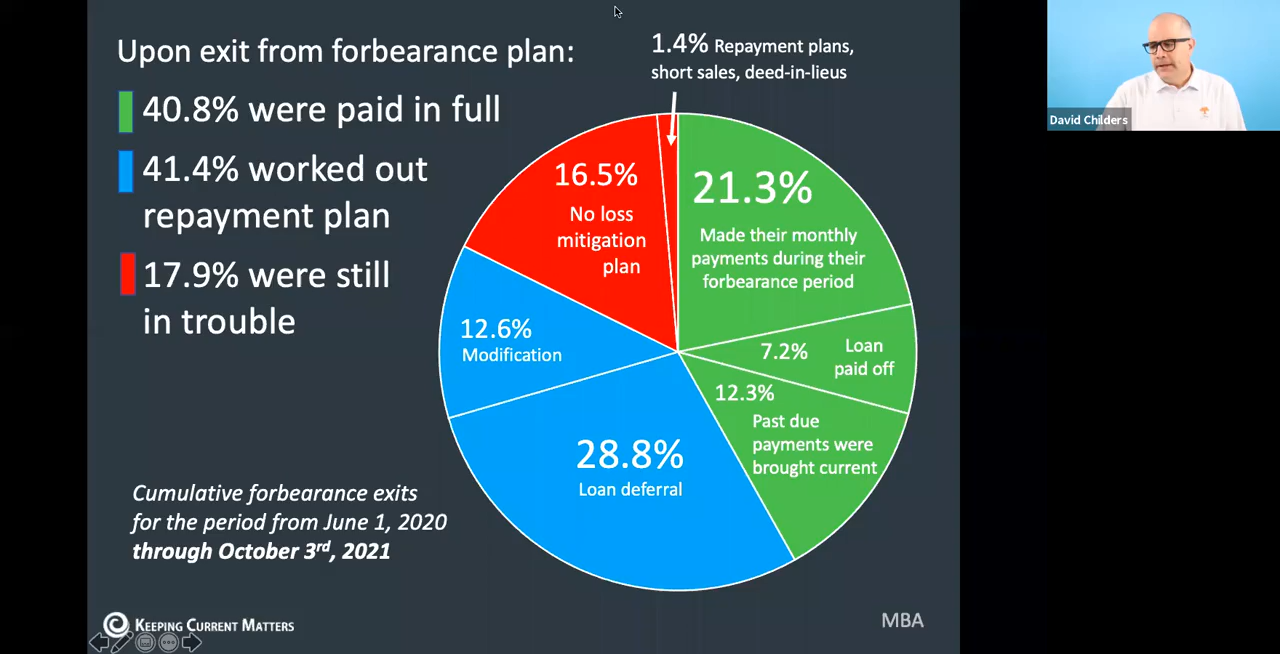 Upon exit from forbearance plan:
40.8% were paid in full
41.4% worked out
repayment plan
17.9% were still
in trouble
Cumulative forbearance exits
for the period from June 1, 2020
through October 3rd, 2021
KEEPING CURRENT MATTERS
1.4% Repayment plans,
short sales, deed-in-lieus
16.5%
No loss
mitigation
plan
21.3%
Made their monthly
payments during their
forbearance period
7.2%
Loan
paid off
12.3%
Past due
payments were
brought current
12.6%
Modification
28.8%
Loan deferral
MBA
David Childers